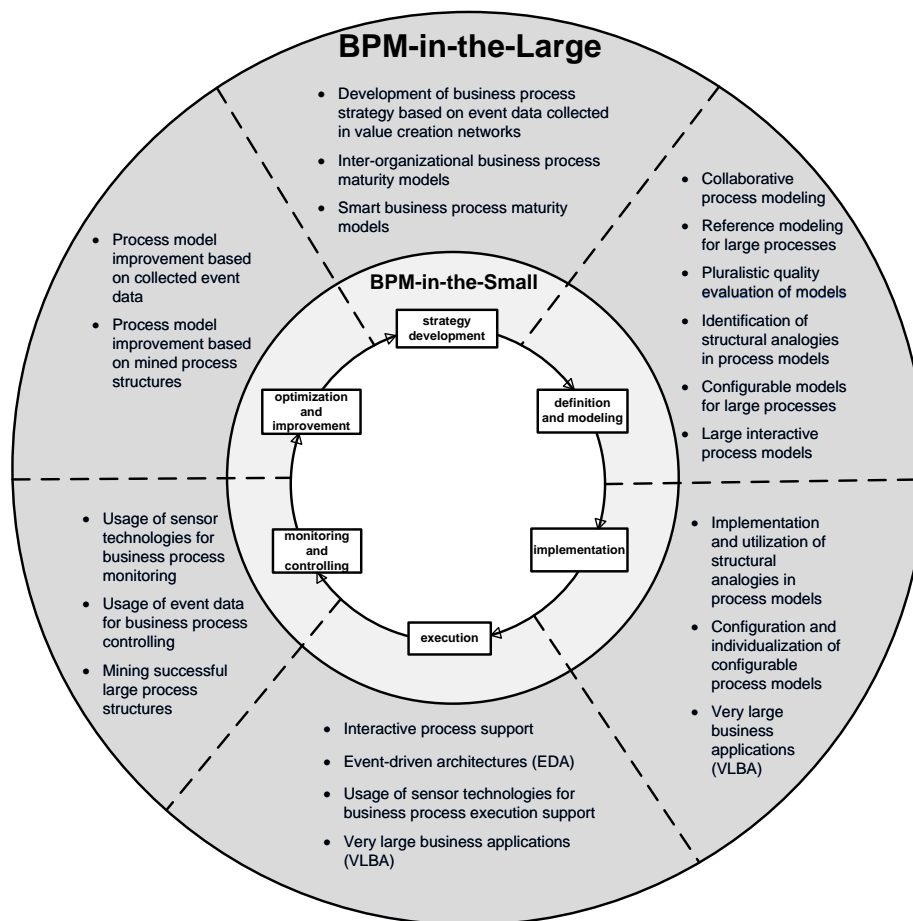 BPM-in-the-Large
• Development of business process
strategy based on event data collected
in value creation networks
• Inter-organizational business process
maturity models
• Smart business process maturity
models
• Collaborative
process modeling
• Reference modeling
for large processes
• Pluralistic quality
evaluation of models
• Identification of
structural analogies
in process models
• Configurable models
for large processes
• Large interactive
process models
• Implementation
and utilization of
structural
analogies in
process models
• Configuration and
individualization of
configurable
process models
• Very large
business
applications
(VLBA)
• Interactive process support
• Event-driven architectures (EDA)
• Usage of sensor technologies for
business process execution support
• Very large business applications
(VLBA)
• Usage of sensor
technologies for
business process
monitoring
• Usage of event data
for business process
controlling
• Mining successful
large process
structures
• Process model
improvement based
on collected event
data
• Process model
improvement based
on mined process
structures
BPM-in-the-Small
strategy
development
definition
and modeling
implementation
execution
monitoring and
controlling
optimization
and
improvement